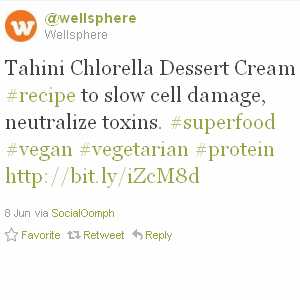 @wellsphere
Wellsphere
Tahini Chlorella Dessert Cream
#recipe to slow cell damage,
neutralize toxins. #superfood
#vegan #vegetarian #protein
http://bit.ly/iZcM8d
8 Jun via SocialOomph
Favorite Retweet Reply